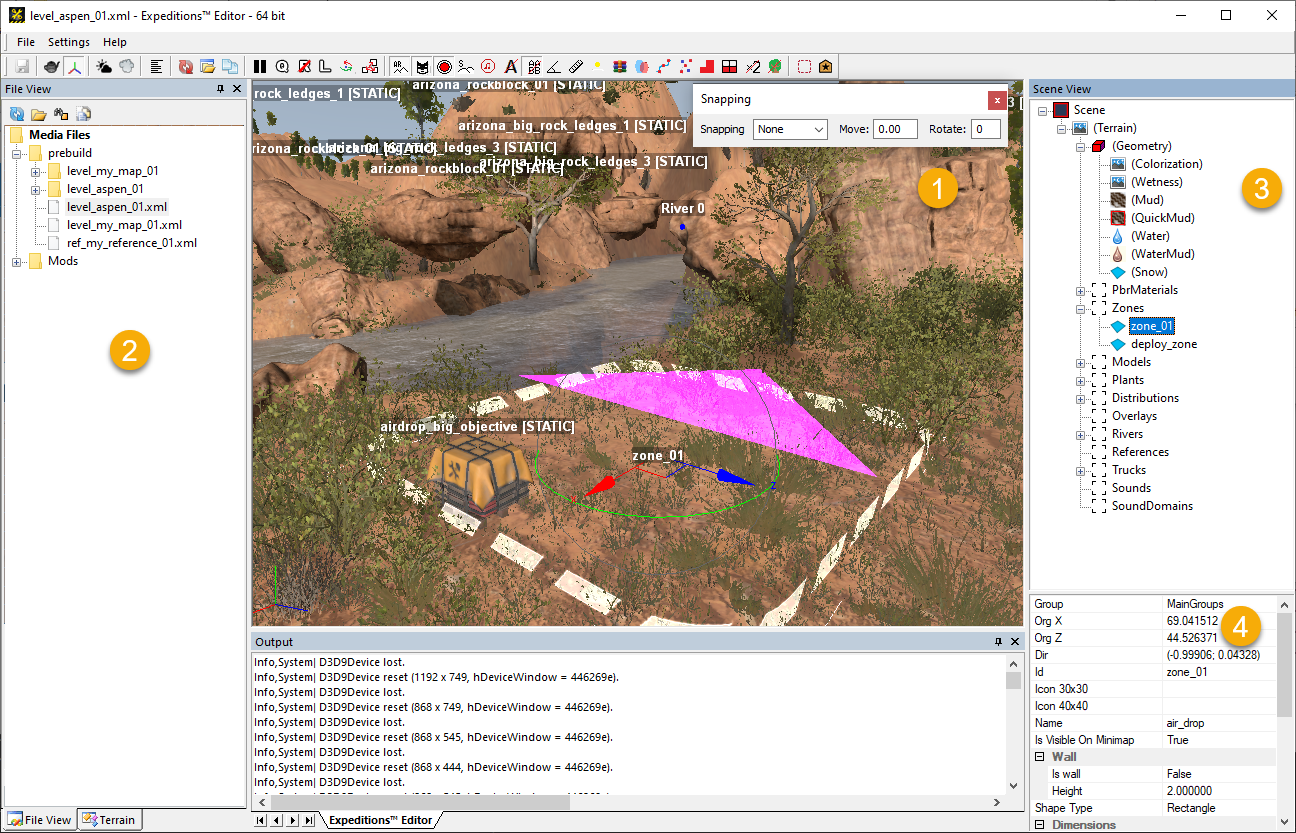 level_aspen_01.xml - Expeditions™ Editor - 64 bit
File Settings Help
File View
Media Files
prebuild
level_my_map_01
level_aspen_01
level_aspen_01.xml
level_my_map_01.xml
ref_my_reference_01.xml
Mods
2
File View Terrain
rock_ledges_1 [STATIC]
arizona_rockblock_01 [STATIC]
arizona_big_rock_ledges_1 [STATIC]
arizona_big_rock_ledges_3 [STATIC]
arizona_rockblock_01 [STATIC]
River 0
airdrop_big_objective [STATIC]
zone_01
Z
Snapping x
Snapping None Move: 0.00 Rotate: 0
1
Output
Info,System| D3D9Device lost.
Info,System| D3D9Device reset (1192 x 749, hDeviceWindow = 446269e).
Info,System| D3D9Device lost.
Info,System| D3D9Device reset (868 x 749, hDeviceWindow = 446269e).
Info,System| D3D9Device lost.
Info,System| D3D9Device reset (868 x 545, hDeviceWindow = 446269e).
Info,System| D3D9Device lost.
Info,System| D3D9Device reset (868 x 444, hDeviceWindow = 446269e).
Info,System| D3D9Device lost.
Expeditions™ Editor
Scene View
Scene
(Terrain)
(Geometry)
(Colorization)
(Wetness)
(Mud)
(QuickMud)
(Water)
(WaterMud)
(Snow)
PbrMaterials
Zones
zone_01
deploy_zone
Models
Plants
Distributions
Overlays
Rivers
References
Trucks
Sounds
SoundDomains
3
Group MainGroups
Org X 69.041512
Org Z 44.526371
Dir (-0.99906; 0.04328)
Id zone_01
Icon 30x30
Icon 40x40
Name air_drop
Is Visible On Minimap True
Wall
Is wall False
Height 2.000000
Shape Type Rectangle
Dimensions
4